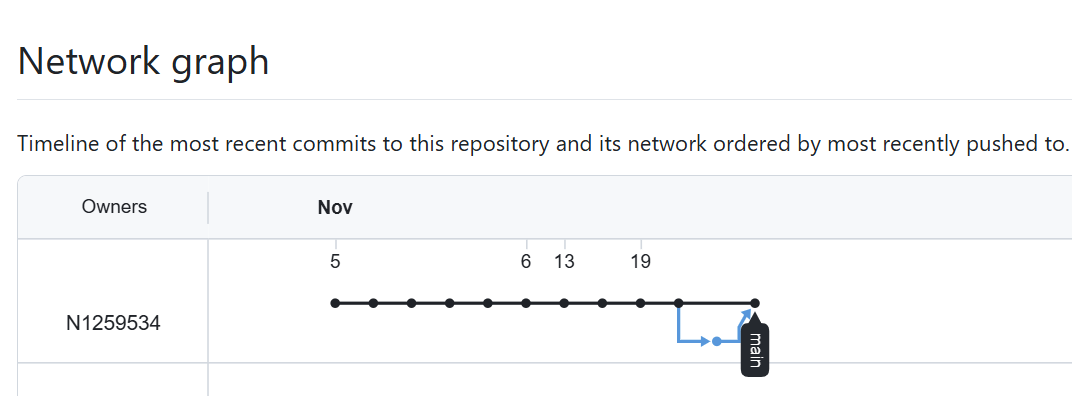 Network graph
Timeline of the most recent commits to this repository and its network ordered by most recently pushed to.
Owners Nov
5 6 13 19
N1259534
main